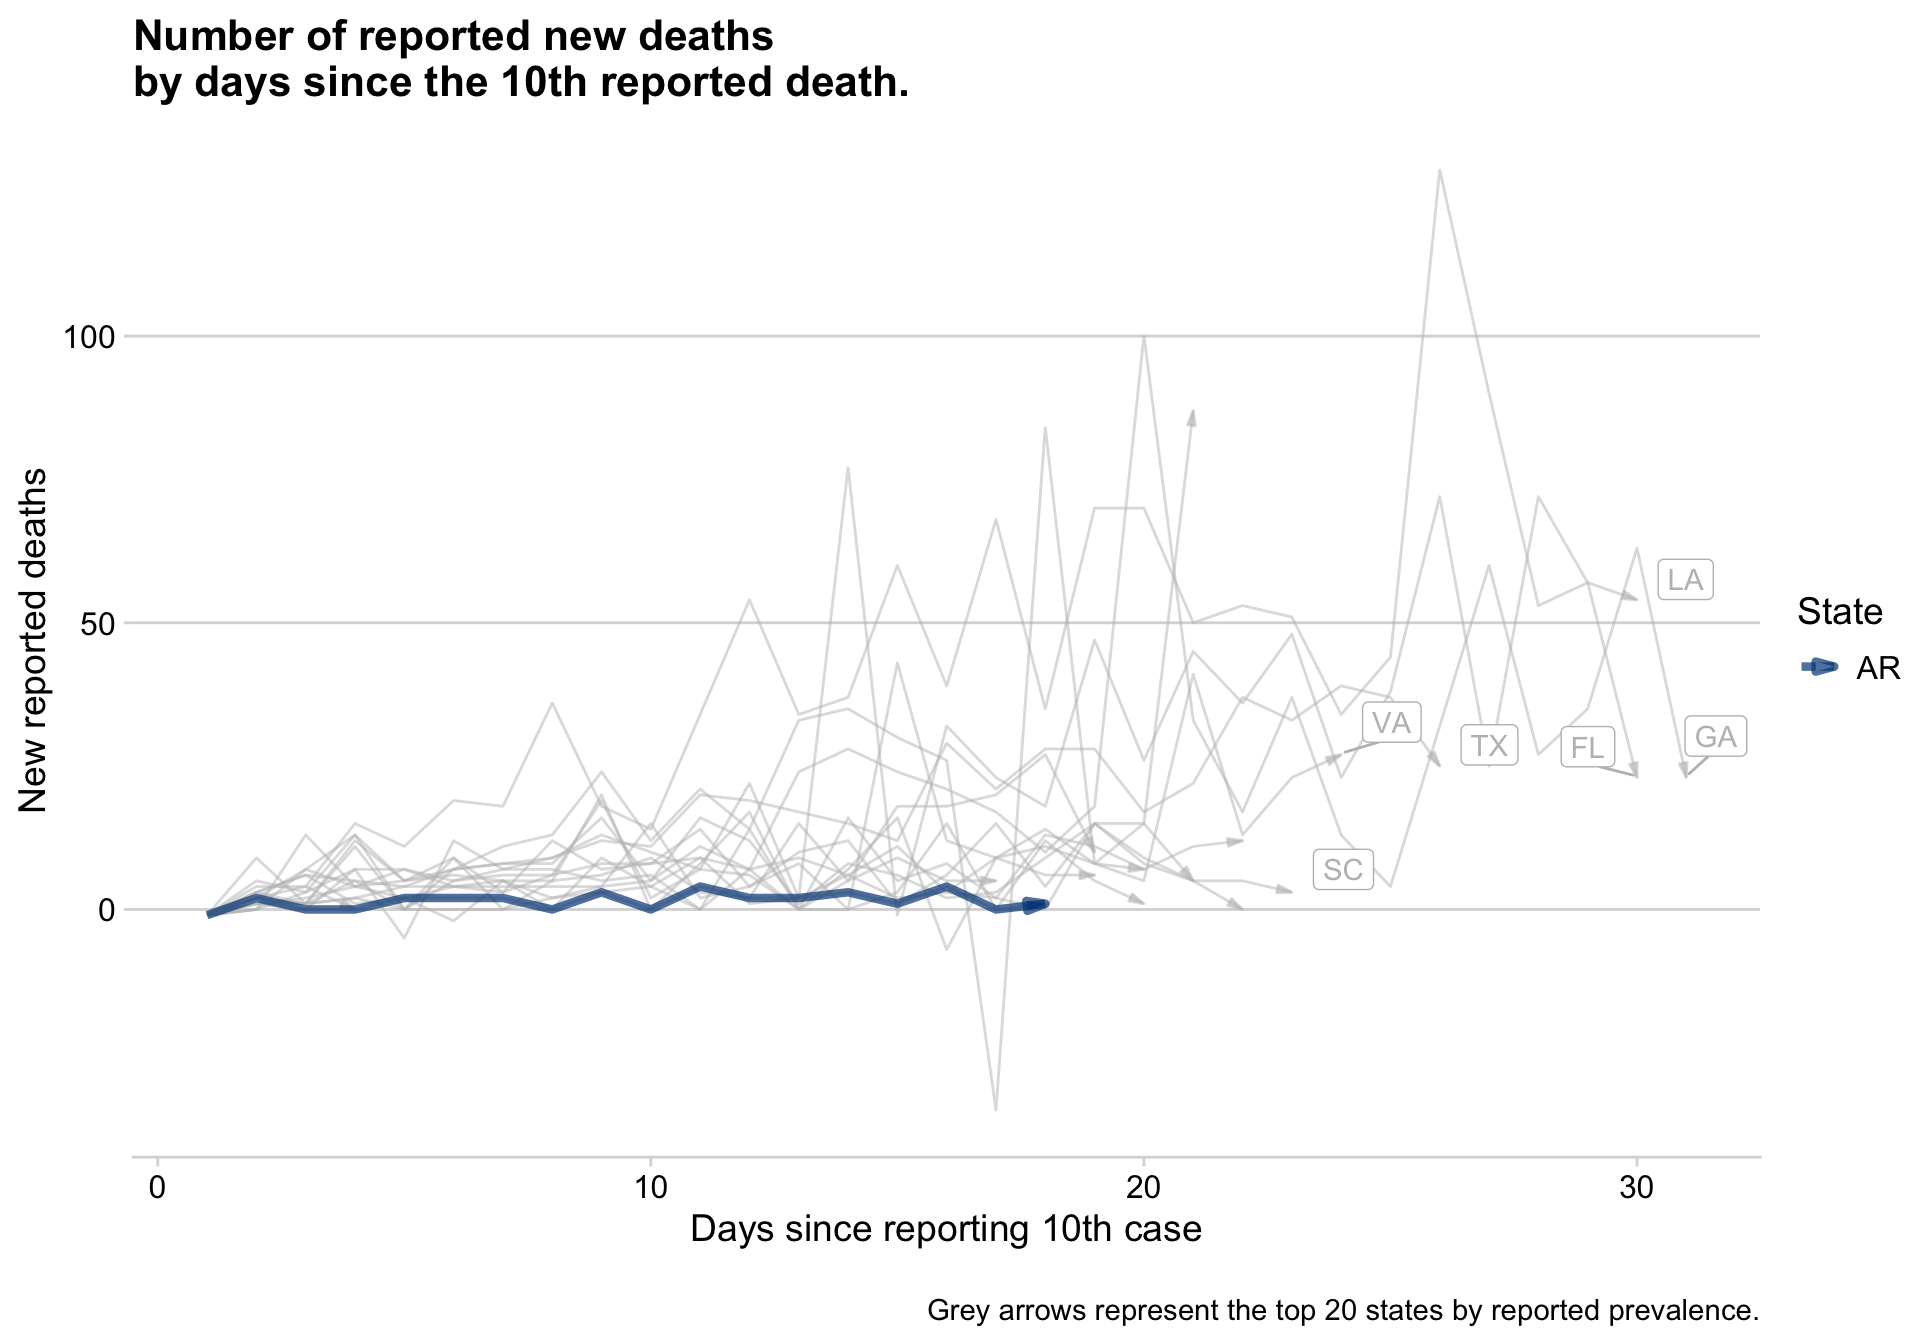 Number of reported new deaths
by days since the 10th reported death.
New reported deaths
100
50
0
LA
VA
TX
FL
GA
SC
State
AR
0 10 20 30
Days since reporting 10th case
Grey arrows represent the top 20 states by reported prevalence.